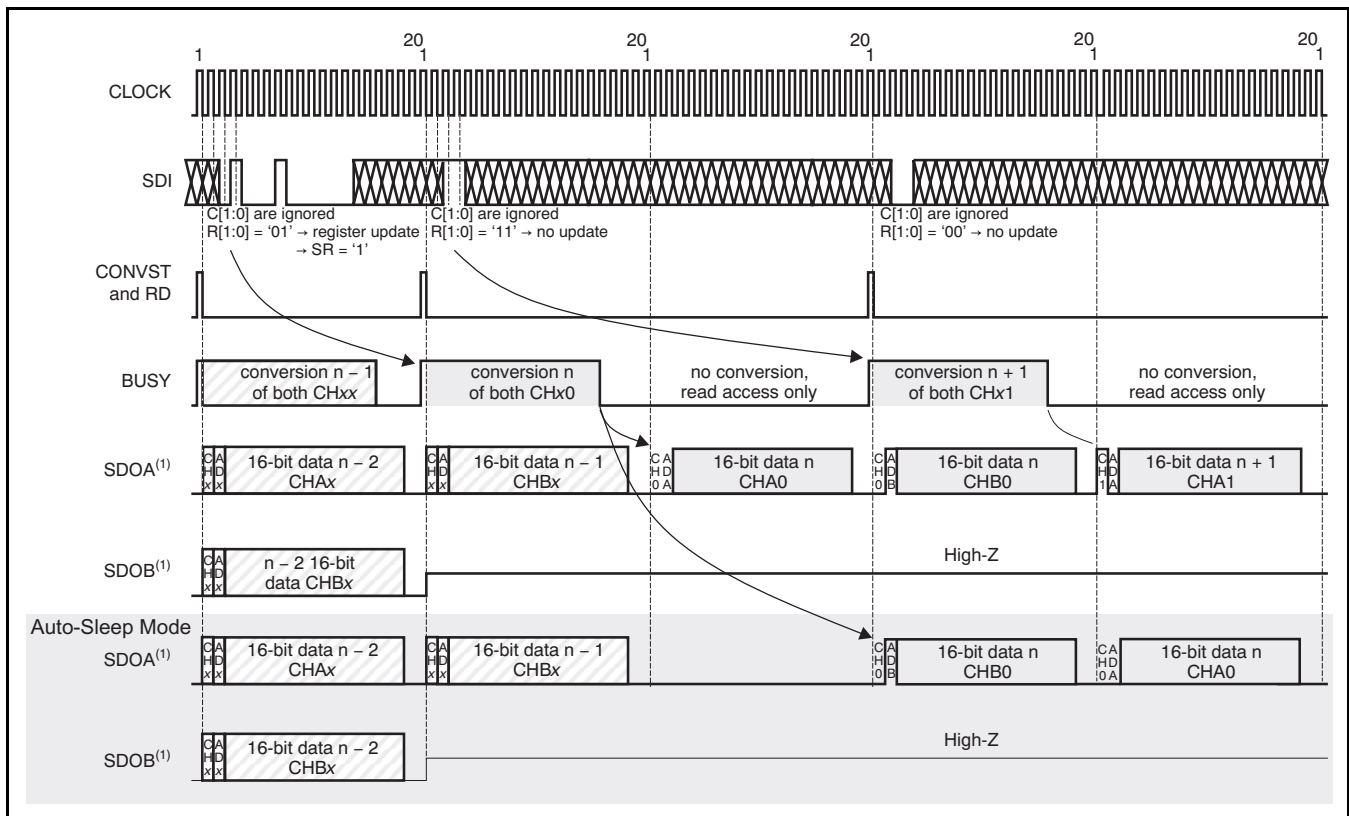 1 20 1 20 1 20 1 20 1 20 1
CLOCK
SDI
C[1:0] are ignored
R[1:0] = ‘01’ → register update
→ SR = ‘1’
C[1:0] are ignored
R[1:0] = ‘11’ → no update
C[1:0] are ignored
R[1:0] = ‘00’ → no update
CONVST
and RD
BUSY
conversion n − 1
of both CHxx
conversion n
of both CHx0
no conversion,
read access only
conversion n + 1
of both CHx1
no conversion,
read access only
SDOA(1)
CHx
ADx
16-bit data n − 2
CHAx
CHx
ADx
16-bit data n − 1
CHBx
CH0
ADA
16-bit data n
CHA0
CH0
ADB
16-bit data n
CHB0
CH1
ADA
16-bit data n + 1
CHA1
SDOB(1)
CHx
ADx
n − 2 16-bit
data CHBx
High-Z
Auto-Sleep Mode
SDOA(1)
CHx
ADx
16-bit data n − 2
CHAx
CHx
ADx
16-bit data n − 1
CHBx
CH0
ADB
16-bit data n
CHB0
CH0
ADA
16-bit data n
CHA0
SDOB(1)
CHx
ADx
16-bit data n − 2
CHBx
High-Z